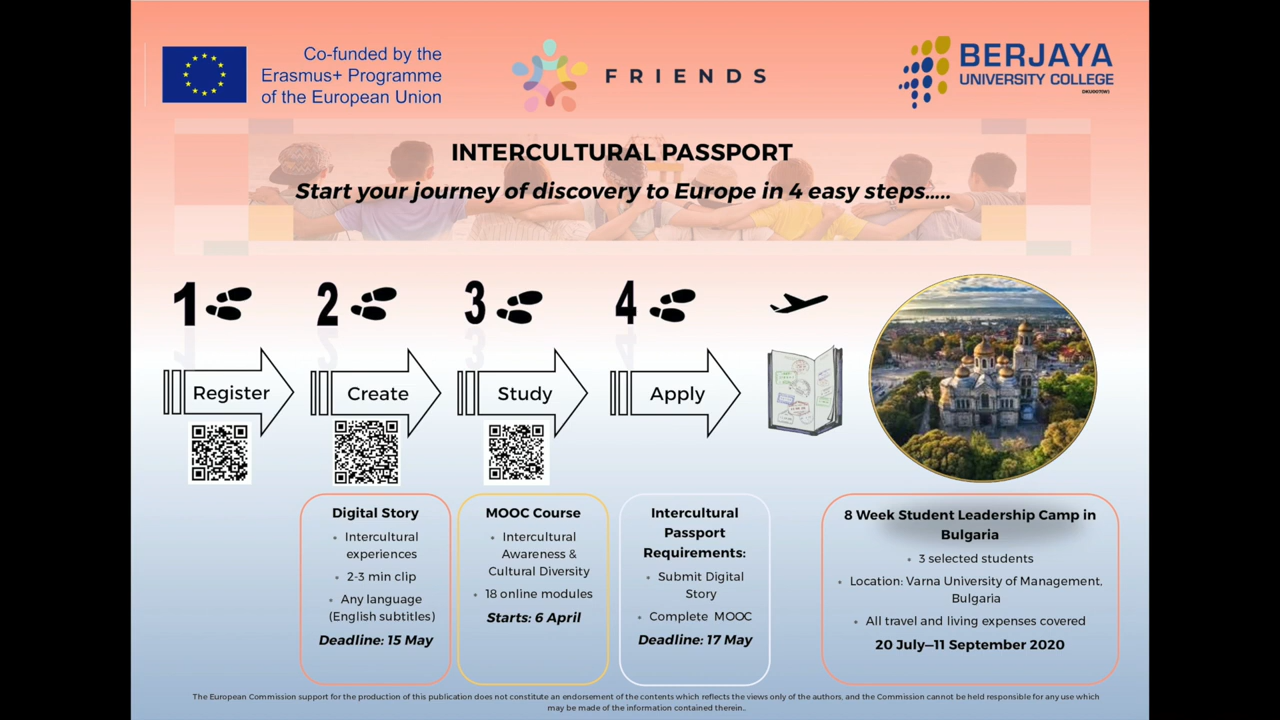 Co-funded by the
Erasmus+ Programme
of the European Union
FRIENDS
BERJAYA
UNIVERSITY COLLEGE
INTERCULTURAL PASSPORT
Start your journey of discovery to Europe in 4 easy steps.....
1
2
3
4
Register
Create
Study
Apply
Digital Story
• Intercultural
experiences
• 2-3 min clip
• Any language
(English subtitles)
Deadline: 15 May
MOOC Course
• Intercultural
Awareness &
Cultural Diversity
• 18 online modules
Starts: 6 April
Intercultural
Passport
Requirements:
• Submit Digital
Story
• Complete MOOC
Deadline: 17 May
8 Week Student Leadership Camp in
Bulgaria
• 3 selected students
• Location: Varna University of Management,
Bulgaria
• All travel and living expenses covered
20 July—11 September 2020
The European Commission support for the production of this publication does not constitute an endorsement of the contents which reflects the views only of the authors, and the Commission cannot be held responsible for any use which
may be made of the information contained therein..